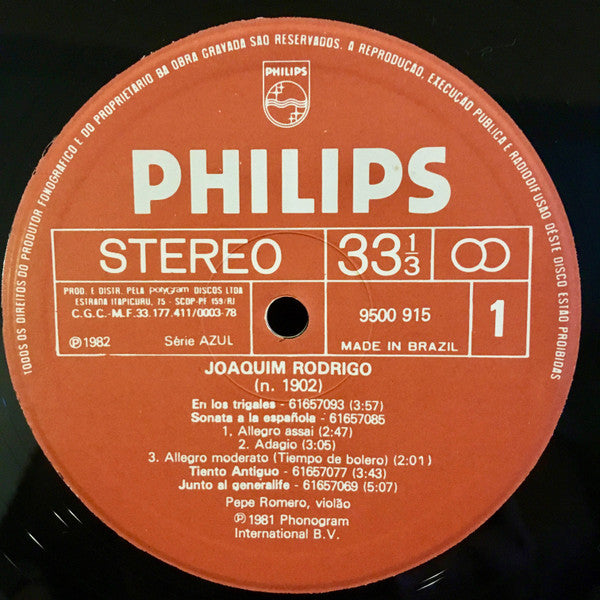 TODOS OS DIREITOS DO PRODUTOR FONOGRÁFICO E DO PROPRIETÁRIO DA OBRA GRAVADA SÃO RESERVADOS. A REPRODUÇÃO, EXECUÇÃO PÚBLICA E RADIODIFUSÃO DÊSTE DISCO ESTÃO PROIBIDAS
PHILIPS
PHILIPS
STEREO 33 1/3
PROD. E DISTR. PELA polygram DISCOS LTDA
ESTRADA ITAPICURU, 75 - SCDP-PF 159/RJ
C.G.C.-M.F.33.177.411/0003-78
9500 915 1
℗ 1982 Série AZUL
MADE IN BRAZIL
JOAQUIM RODRIGO
(n. 1902)
En los trigales - 61657093 (3:57)
Sonata a la española - 61657085
1. Allegro assai (2:47)
2. Adagio (3:05)
3. Allegro moderato (Tiempo de bolero) (2:01)
Tiento Antiguo - 61657077 (3:43)
Junto al generalife - 61657069 (5:07)
Pepe Romero, violão
℗ 1981 Phonogram
International B.V.